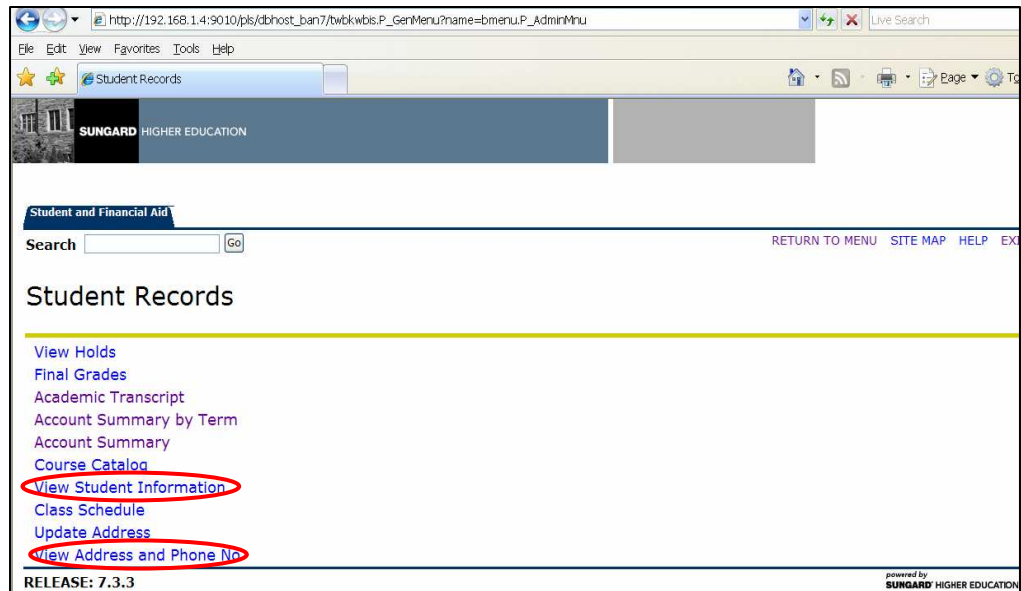 http://192.168.1.4:9010/pls/dbhost_ban7/twbkwbis.P_GenMenu?name=bmenu.P_AdminMnu Live Search
File Edit View Favorites Tools Help
Student Records Page
SUNGARD HIGHER EDUCATION
Student and Financial Aid
Search Go RETURN TO MENU SITE MAP HELP
Student Records
View Holds
Final Grades
Academic Transcript
Account Summary by Term
Account Summary
Course Catalog
View Student Information
Class Schedule
Update Address
View Address and Phone No
RELEASE: 7.3.3 powered by
SUNGARD' HIGHER EDUCATION